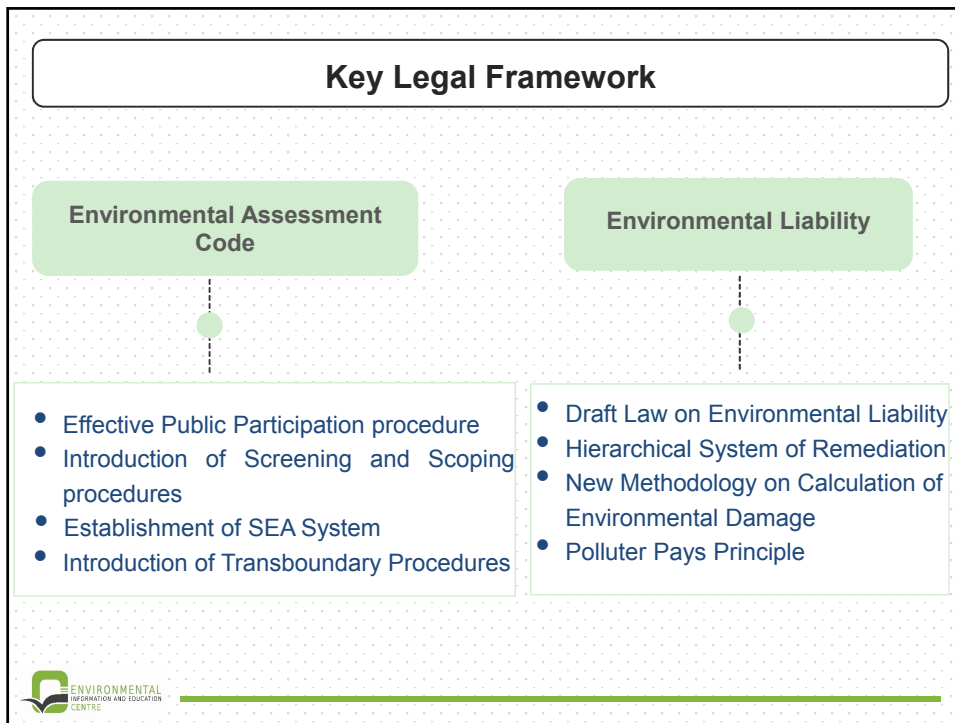 Key Legal Framework
Environmental Assessment
Code
• Effective Public Participation procedure
• Introduction of Screening and Scoping
procedures
• Establishment of SEA System
• Introduction of Transboundary Procedures
Environmental Liability
• Draft Law on Environmental Liability
• Hierarchical System of Remediation
• New Methodology on Calculation of
Environmental Damage
• Polluter Pays Principle
ENVIRONMENTAL
INFORMATION AND EDUCATION
CENTRE